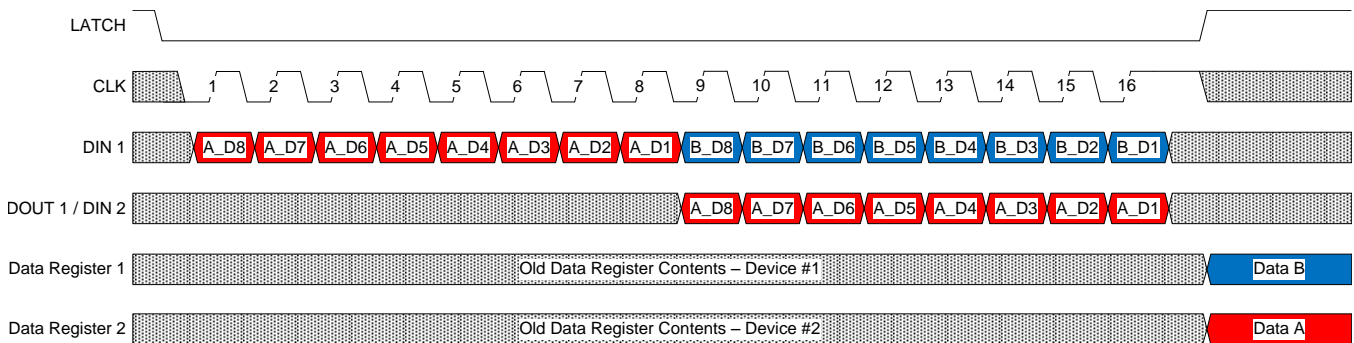 LATCH
CLK 1 2 3 4 5 6 7 8 9 10 11 12 13 14 15 16
DIN 1 A_D8 A_D7 A_D6 A_D5 A_D4 A_D3 A_D2 A_D1 B_D8 B_D7 B_D6 B_D5 B_D4 B_D3 B_D2 B_D1
DOUT 1 / DIN 2 A_D8 A_D7 A_D6 A_D5 A_D4 A_D3 A_D2 A_D1
Data Register 1 Old Data Register Contents – Device #1 Data B
Data Register 2 Old Data Register Contents – Device #2 Data A